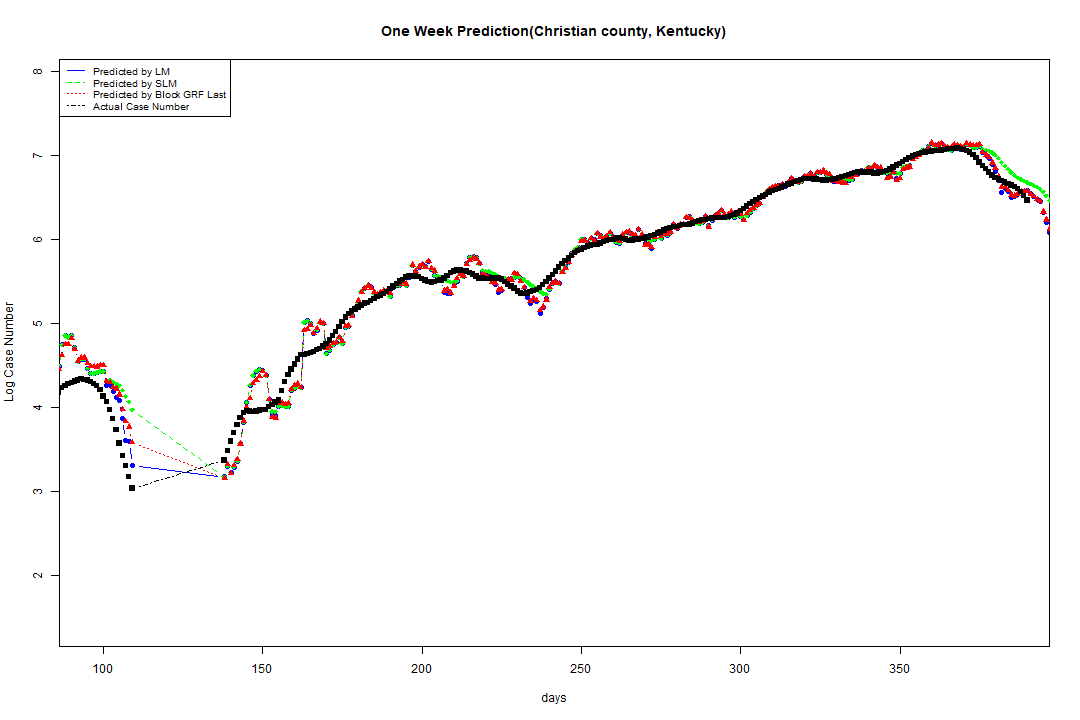 One Week Prediction(Christian county, Kentucky)
Predicted by LM
Predicted by SLM
Predicted by Block GRF Last
Actual Case Number
8
7
6
5
4
3
2
Log Case Number
100 150 200 250 300 350
days